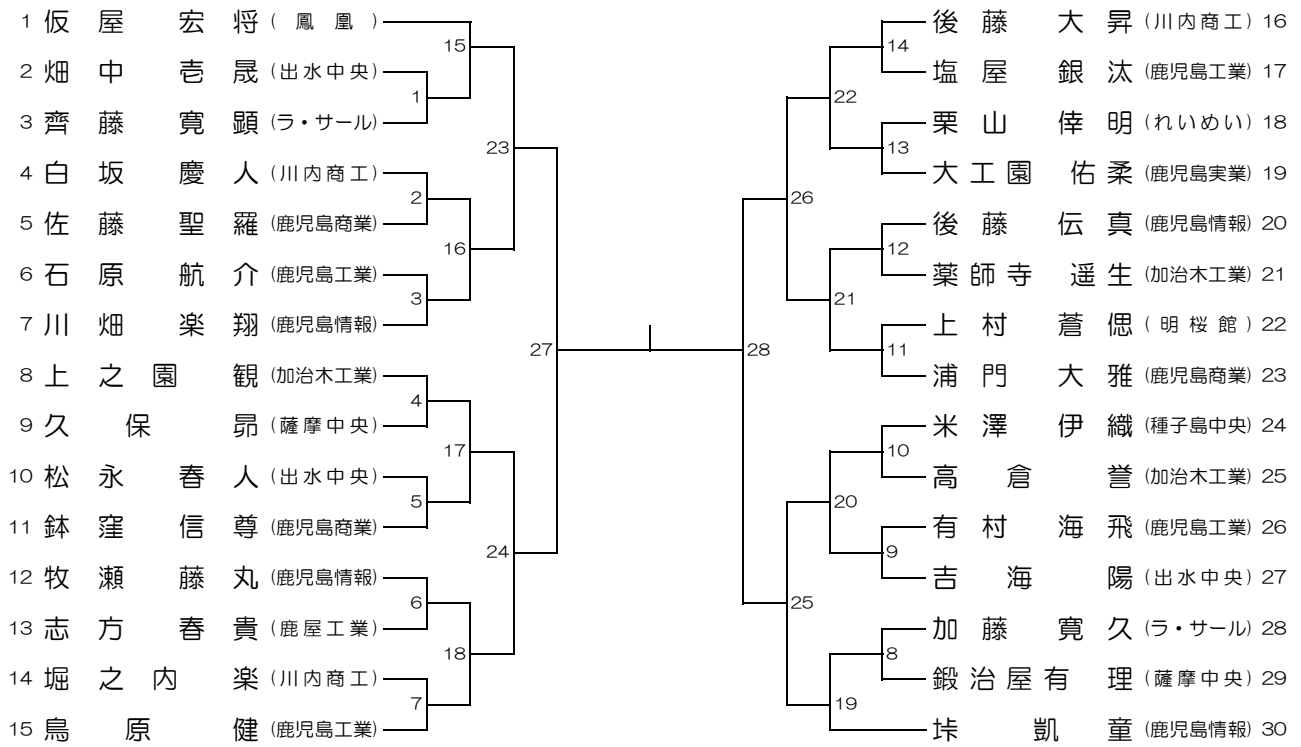 1 仮屋 宏将 (鳳凰)
2 畑中 壱晟 (出水中央)
3 齊藤 寛顕 (ラ・サール)
4 白坂 慶人 (川内商工)
5 佐藤 聖羅 (鹿児島商業)
6 石原 航介 (鹿児島工業)
7 川畑 楽翔 (鹿児島情報)
8 上之園 観 (加治木工業)
9 久保 昴 (薩摩中央)
10 松永 春人 (出水中央)
11 鉢窪 信尊 (鹿児島商業)
12 牧瀬 藤丸 (鹿児島情報)
13 志方 春貴 (鹿屋工業)
14 堀之内 楽 (川内商工)
15 鳥原 健 (鹿児島工業)
15
1
23
2
16
3
27
4
17
5
24
6
18
7
28
14
22
13
26
12
21
11
10
20
9
25
8
19
後藤 大昇 (川内商工) 16
塩屋 銀汰 (鹿児島工業) 17
栗山 倖明 (れいめい) 18
大工園 佑柔 (鹿児島実業) 19
後藤 伝真 (鹿児島情報) 20
薬師寺 遥生 (加治木工業) 21
上村 蒼偲 (明桜館) 22
浦門 大雅 (鹿児島商業) 23
米澤 伊織 (種子島中央) 24
高倉 誉 (加治木工業) 25
有村 海飛 (鹿児島工業) 26
吉海 陽 (出水中央) 27
加藤 寛久 (ラ・サール) 28
鍛治屋 有理 (薩摩中央) 29
垰 凱童 (鹿児島情報) 30